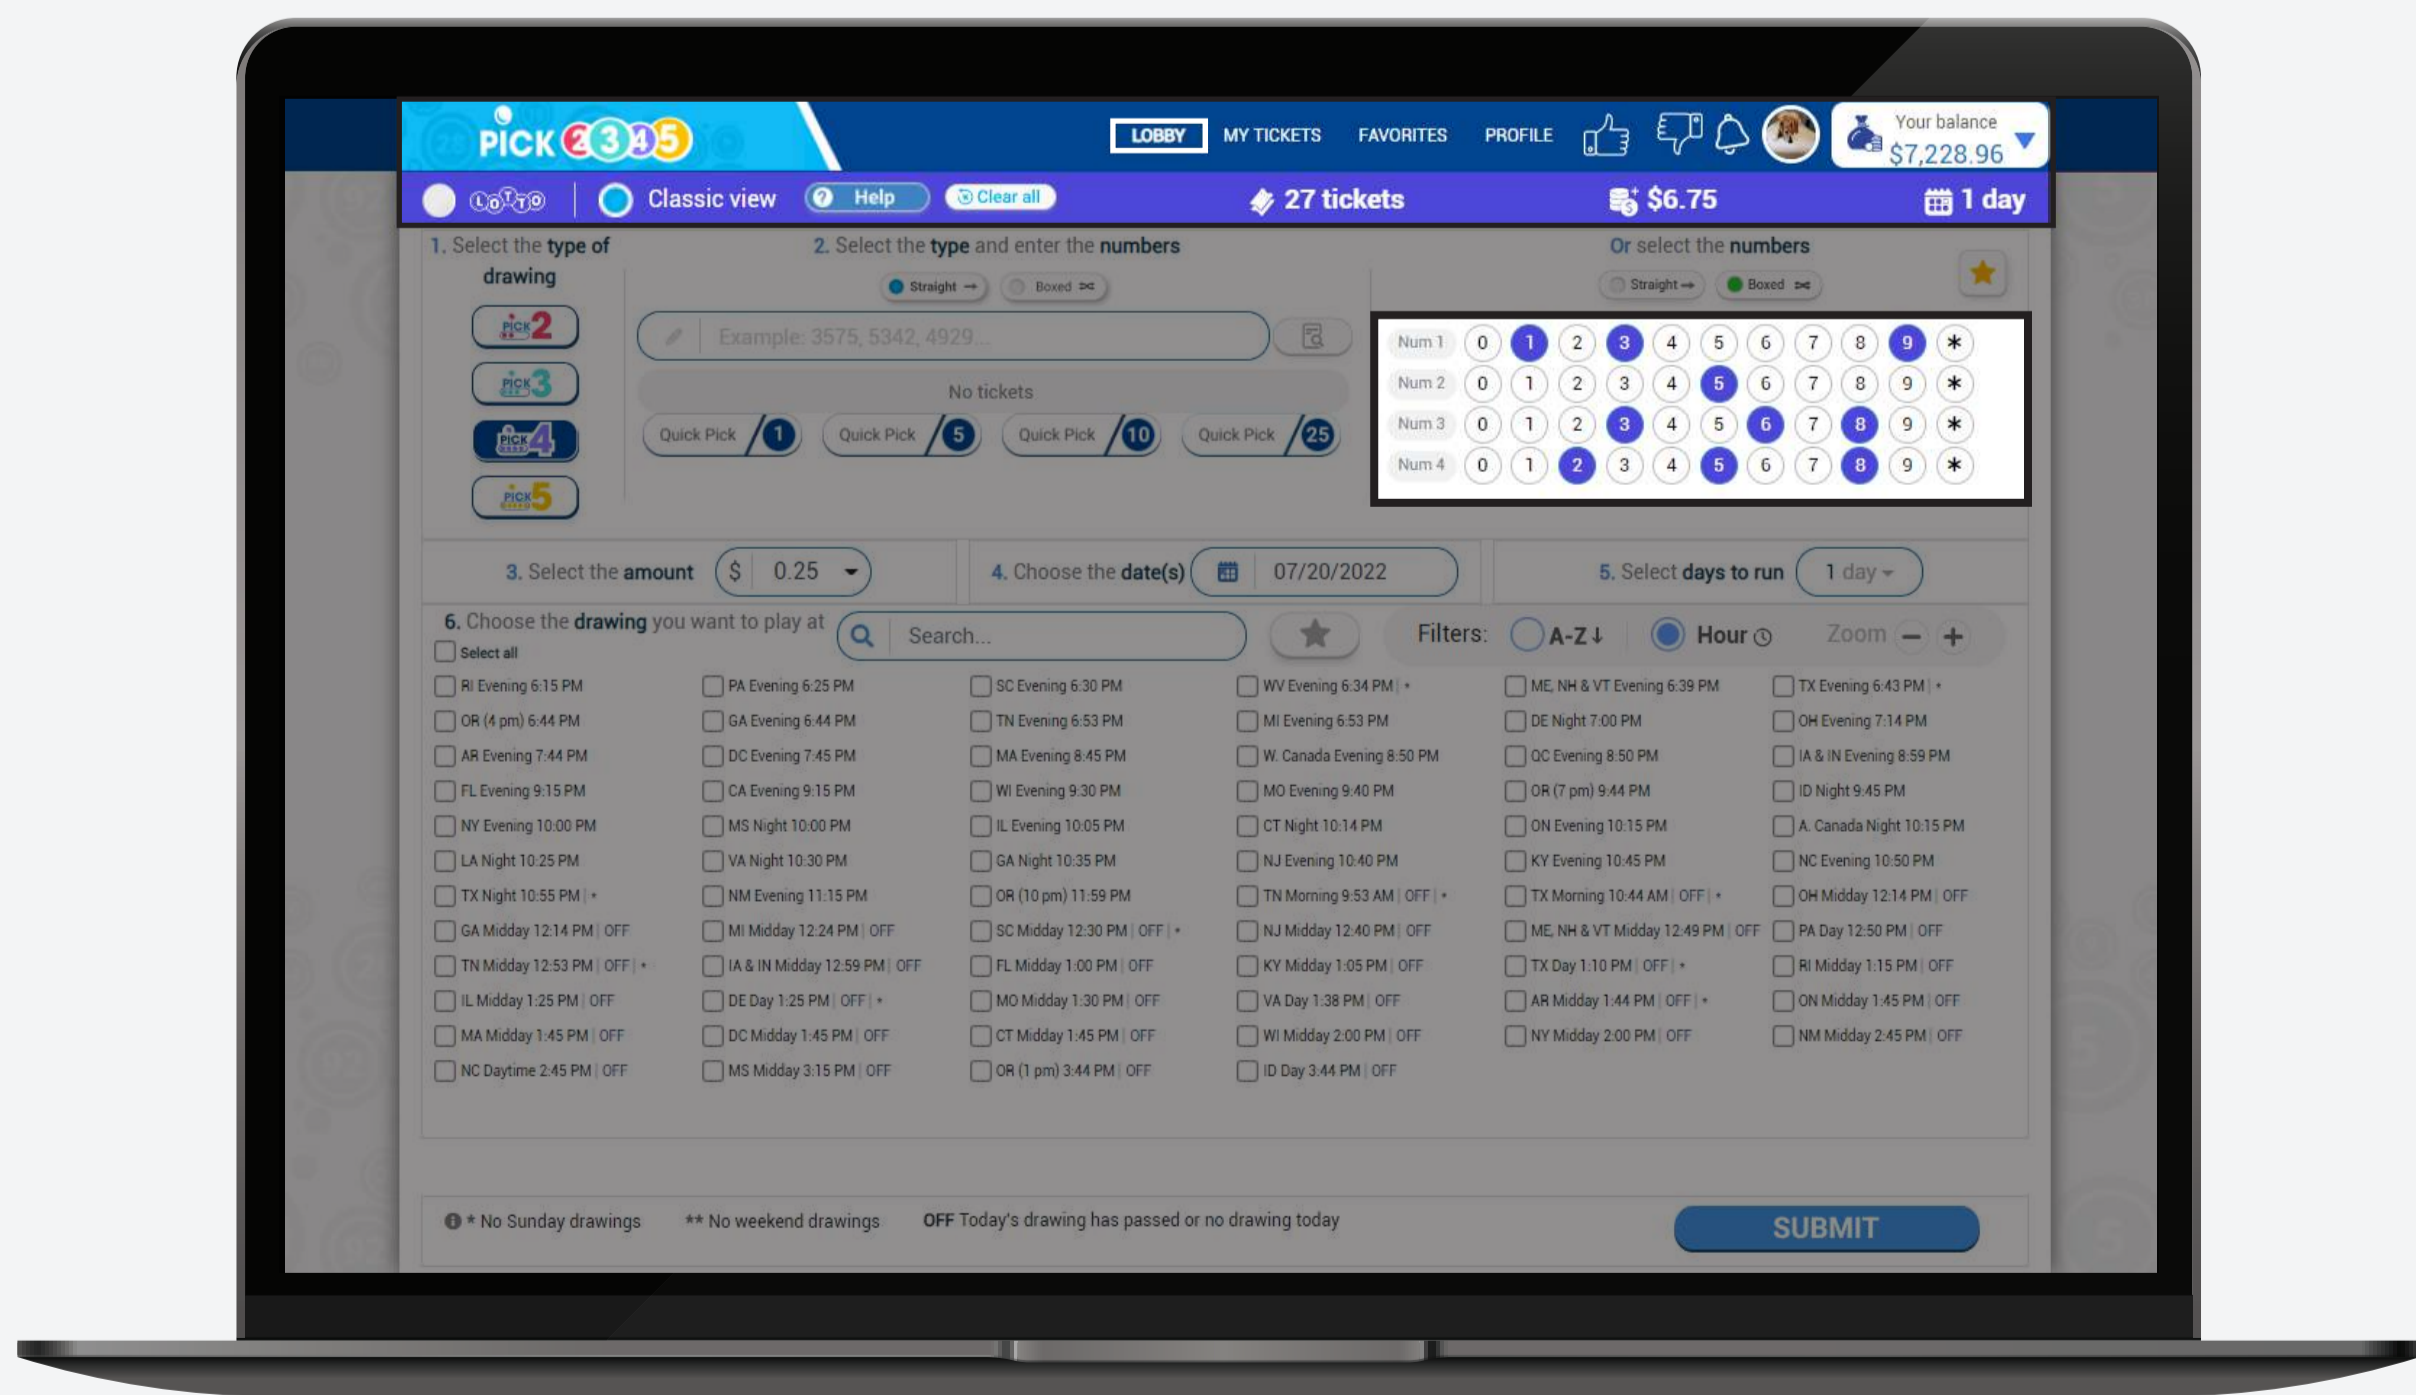 PICK 2345
LOBBY MY TICKETS FAVORITES PROFILE
Your balance
$7,228.96
LOTTO Classic view ? Help Clear all 27 tickets $6.75 1 day
1. Select the type of drawing
2. Select the type and enter the numbers
Or select the numbers
Straight → Boxed
Straight → Boxed
PICK 2
PICK 3
PICK 4
PICK 5
Example: 3575, 5342, 4929...
No tickets
Quick Pick / 1 Quick Pick / 5 Quick Pick / 10 Quick Pick / 25
Num 1 0 1 2 3 4 5 6 7 8 9 *
Num 2 0 1 2 3 4 5 6 7 8 9 *
Num 3 0 1 2 3 4 5 6 7 8 9 *
Num 4 0 1 2 3 4 5 6 7 8 9 *
3. Select the amount $ 0.25 4. Choose the date(s) 07/20/2022 5. Select days to run 1 day
6. Choose the drawing you want to play at Search... Filters: A-Z↓ Hour Zoom − +
Select all
RI Evening 6:15 PM PA Evening 6:25 PM SC Evening 6:30 PM WV Evening 6:34 PM | * ME, NH & VT Evening 6:39 PM TX Evening 6:43 PM | *
OR (4 pm) 6:44 PM GA Evening 6:44 PM TN Evening 6:53 PM MI Evening 6:53 PM DE Night 7:00 PM OH Evening 7:14 PM
AR Evening 7:44 PM DC Evening 7:45 PM MA Evening 8:45 PM W. Canada Evening 8:50 PM QC Evening 8:50 PM IA & IN Evening 8:59 PM
FL Evening 9:15 PM CA Evening 9:15 PM WI Evening 9:30 PM MO Evening 9:40 PM OR (7 pm) 9:44 PM ID Night 9:45 PM
NY Evening 10:00 PM MS Night 10:00 PM IL Evening 10:05 PM CT Night 10:14 PM ON Evening 10:15 PM A. Canada Night 10:15 PM
LA Night 10:25 PM VA Night 10:30 PM GA Night 10:35 PM NJ Evening 10:40 PM KY Evening 10:45 PM NC Evening 10:50 PM
TX Night 10:55 PM | * NM Evening 11:15 PM OR (10 pm) 11:59 PM TN Morning 9:53 AM | OFF | * TX Morning 10:44 AM | OFF | * OH Midday 12:14 PM | OFF
GA Midday 12:14 PM | OFF MI Midday 12:24 PM | OFF SC Midday 12:30 PM | OFF | * NJ Midday 12:40 PM | OFF ME, NH & VT Midday 12:49 PM | OFF PA Day 12:50 PM | OFF
TN Midday 12:53 PM | OFF | * IA & IN Midday 12:59 PM | OFF FL Midday 1:00 PM | OFF KY Midday 1:05 PM | OFF TX Day 1:10 PM | OFF | * RI Midday 1:15 PM | OFF
IL Midday 1:25 PM | OFF DE Day 1:25 PM | OFF | * MO Midday 1:30 PM | OFF VA Day 1:38 PM | OFF AR Midday 1:44 PM | OFF | * ON Midday 1:45 PM | OFF
MA Midday 1:45 PM | OFF DC Midday 1:45 PM | OFF CT Midday 1:45 PM | OFF WI Midday 2:00 PM | OFF NY Midday 2:00 PM | OFF NM Midday 2:45 PM | OFF
NC Daytime 2:45 PM | OFF MS Midday 3:15 PM | OFF OR (1 pm) 3:44 PM | OFF ID Day 3:44 PM | OFF
* No Sunday drawings ** No weekend drawings OFF Today's drawing has passed or no drawing today SUBMIT